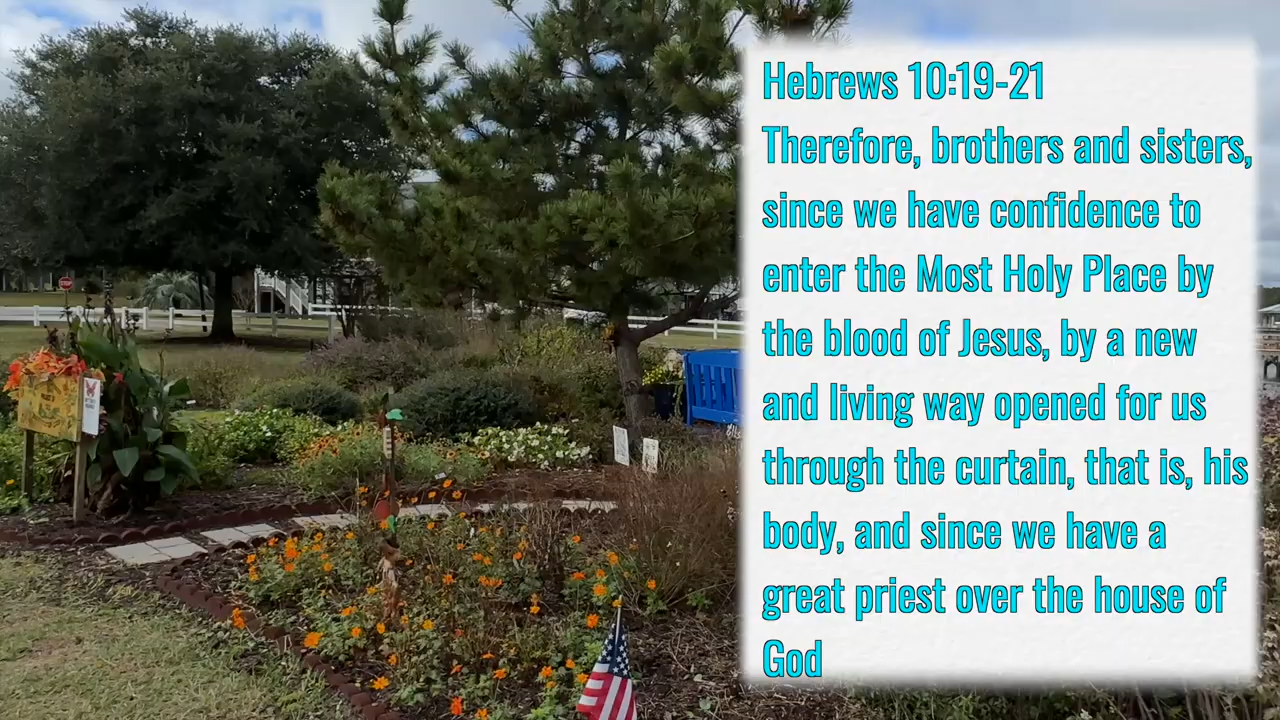 Hebrews 10:19-21
Therefore, brothers and sisters,
since we have confidence to
enter the Most Holy Place by
the blood of Jesus, by a new
and living way opened for us
through the curtain, that is, his
body, and since we have a
great priest over the house of
God
STOP